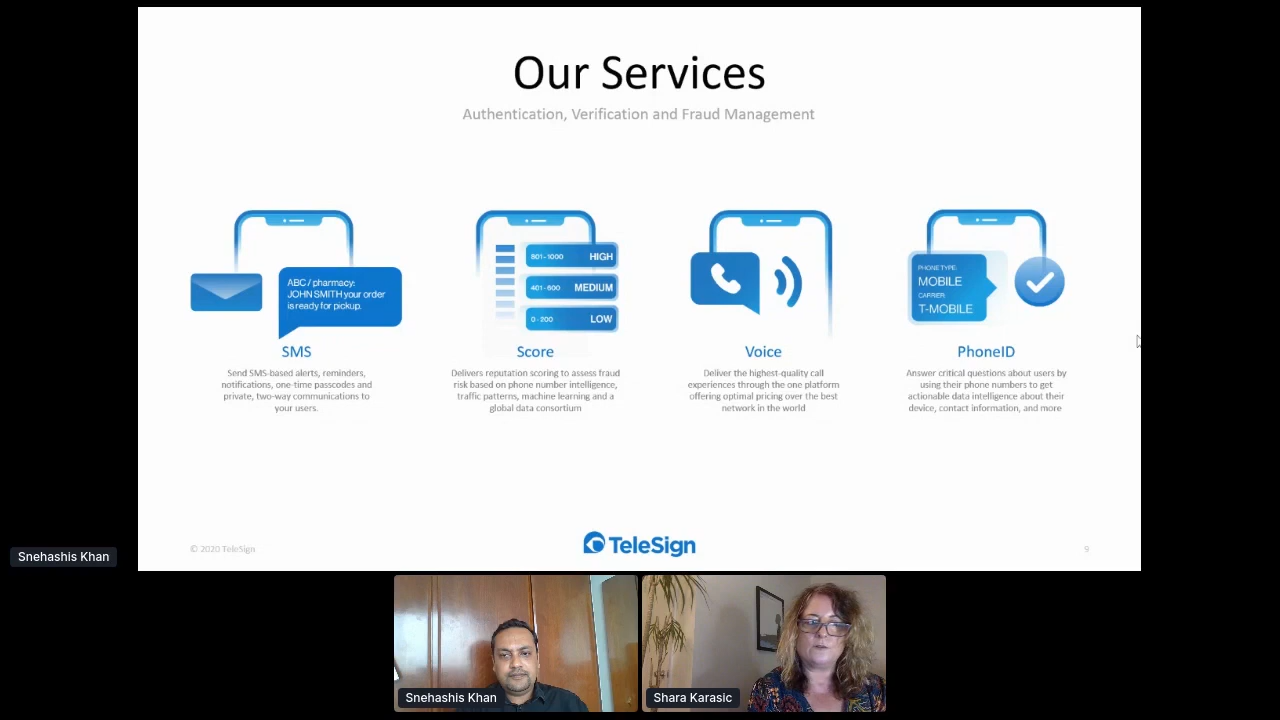 Our Services
Authentication, Verification and Fraud Management
ABC / pharmacy:
JOHN SMITH your order
is ready for pickup.
SMS
Send SMS-based alerts, reminders,
notifications, one-time passcodes and
private, two-way communications to
your users.
801-1000 HIGH
401-600 MEDIUM
0-200 LOW
Score
Delivers reputation scoring to assess fraud
risk based on phone number intelligence,
traffic patterns, machine learning and a
global data consortium
Voice
Deliver the highest-quality call
experiences through the one platform
offering optimal pricing over the best
network in the world
PHONE TYPE:
MOBILE
CARRIER:
T-MOBILE
PhoneID
Answer critical questions about users by
using their phone numbers to get
actionable data intelligence about their
device, contact information, and more
© 2020 TeleSign
TeleSign
9
Snehashis Khan
Snehashis Khan
Shara Karasic